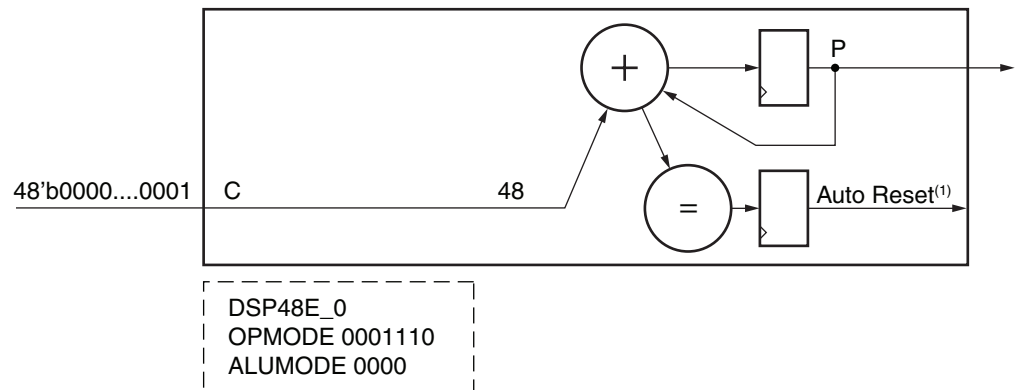 +
P
48'b0000....0001
C
48
=
Auto Reset(1)
DSP48E_0
OPMODE 0001110
ALUMODE 0000